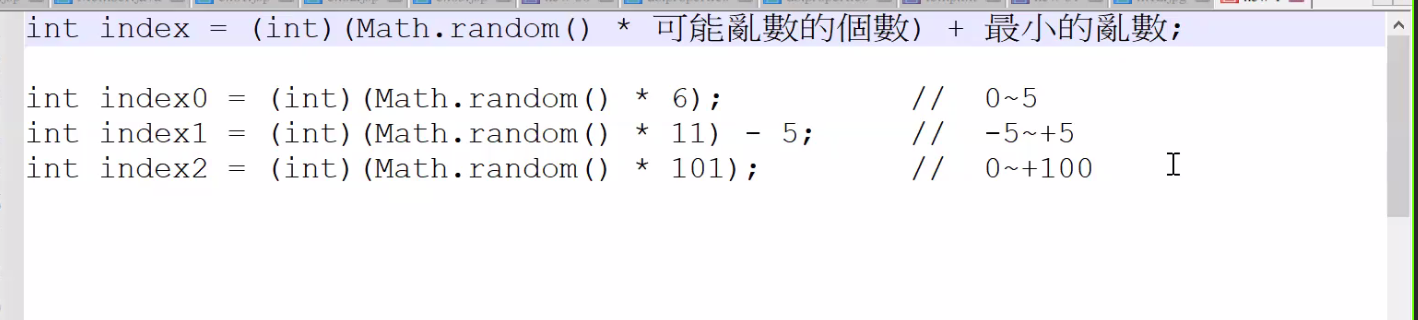 int index = (int)(Math.random() * 可能亂數的個數) + 最小的亂數;
int index0 = (int)(Math.random() * 6); // 0~5
int index1 = (int)(Math.random() * 11) - 5; // -5~+5
int index2 = (int)(Math.random() * 101); // 0~+100